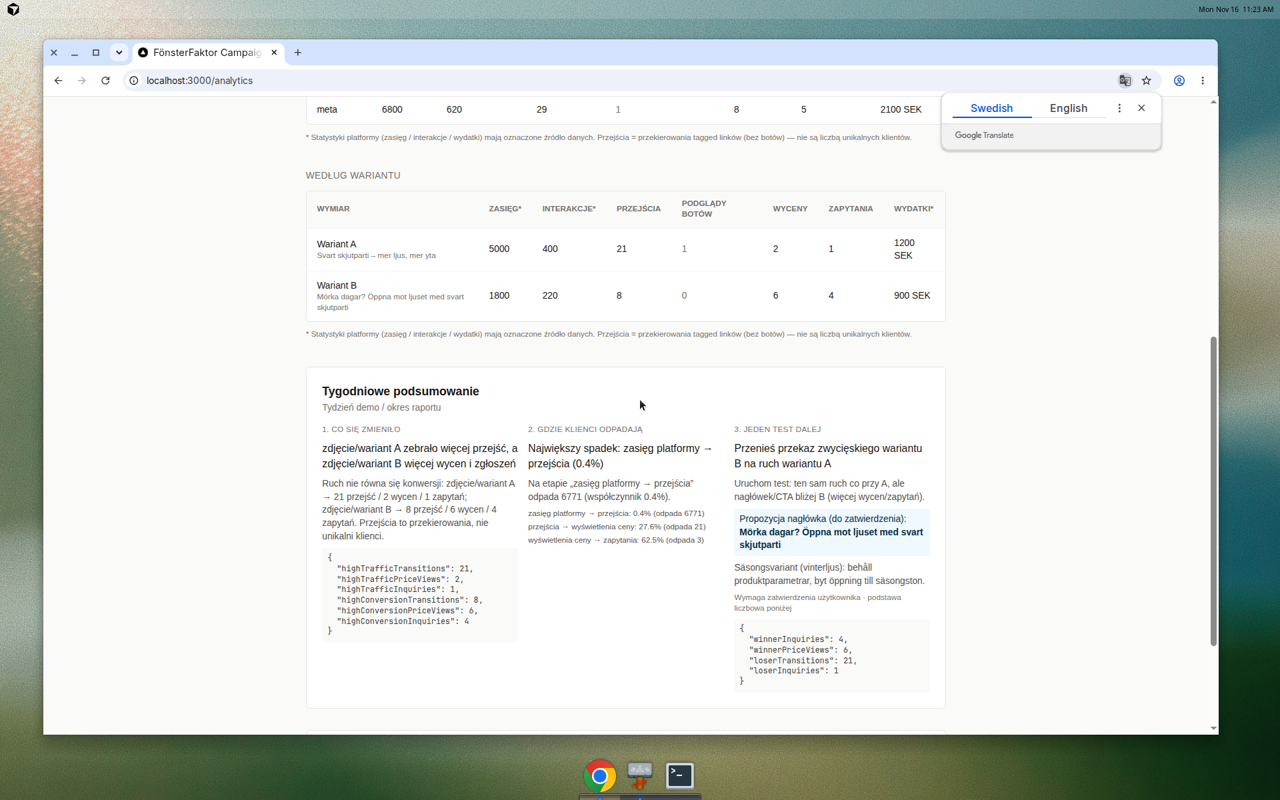 Mon Nov 16 11:23 AM
FönsterFaktor Campaig
localhost:3000/analytics
Swedish English
Google Translate
meta 6800 620 29 1 8 5 2100 SEK
* Statystyki platformy (zasięg / interakcje / wydatki) mają oznaczone źródło danych. Przejścia = przekierowania tagged linków (bez botów) — nie są liczbą unikalnych klientów.
WEDŁUG WARIANTU
WYMIAR ZASIĘG* INTERAKCJE* PRZEJŚCIA PODGLĄDY BOTÓW WYCENY ZAPYTANIA WYDATKI*
Wariant A 5000 400 21 1 2 1 1200 SEK
Svart skjutparti – mer ljus, mer yta
Wariant B 1800 220 8 0 6 4 900 SEK
Mörka dagar? Öppna mot ljuset med svart
skjutparti
* Statystyki platformy (zasięg / interakcje / wydatki) mają oznaczone źródło danych. Przejścia = przekierowania tagged linków (bez botów) — nie są liczbą unikalnych klientów.
Tygodniowe podsumowanie
Tydzień demo / okres raportu
1. CO SIĘ ZMIENIŁO
zdjęcie/wariant A zebrało więcej przejść, a
zdjęcie/wariant B więcej wycen i zgłoszeń
Ruch nie równa się konwersji: zdjęcie/wariant A
→ 21 przejść / 2 wycen / 1 zapytań;
zdjęcie/wariant B → 8 przejść / 6 wycen / 4
zapytań. Przejścia to przekierowania, nie
unikalni klienci.
{
"highTrafficTransitions": 21,
"highTrafficPriceViews": 2,
"highTrafficInquiries": 1,
"highConversionTransitions": 8,
"highConversionPriceViews": 6,
"highConversionInquiries": 4
}
2. GDZIE KLIENCI ODPADAJĄ
Największy spadek: zasięg platformy →
przejścia (0.4%)
Na etapie „zasięg platformy → przejścia”
odpada 6771 (współczynnik 0.4%).
zasięg platformy → przejścia: 0.4% (odpada 6771)
przejścia → wyświetlenia ceny: 27.6% (odpada 21)
wyświetlenia ceny → zapytania: 62.5% (odpada 3)
3. JEDEN TEST DALEJ
Przenieś przekaz zwycięskiego wariantu
B na ruch wariantu A
Uruchom test: ten sam ruch co przy A, ale
nagłówek/CTA bliżej B (więcej wycen/zapytań).
Propozycja nagłówka (do zatwierdzenia):
Mörka dagar? Öppna mot ljuset med svart
skjutparti
Säsongsvariant (vinterljus): behåll
produktparametrar, byt öppning till säsongston.
Wymaga zatwierdzenia użytkownika · podstawa
liczbowa poniżej
{
"winnerInquiries": 4,
"winnerPriceViews": 6,
"loserTransitions": 21,
"loserInquiries": 1
}